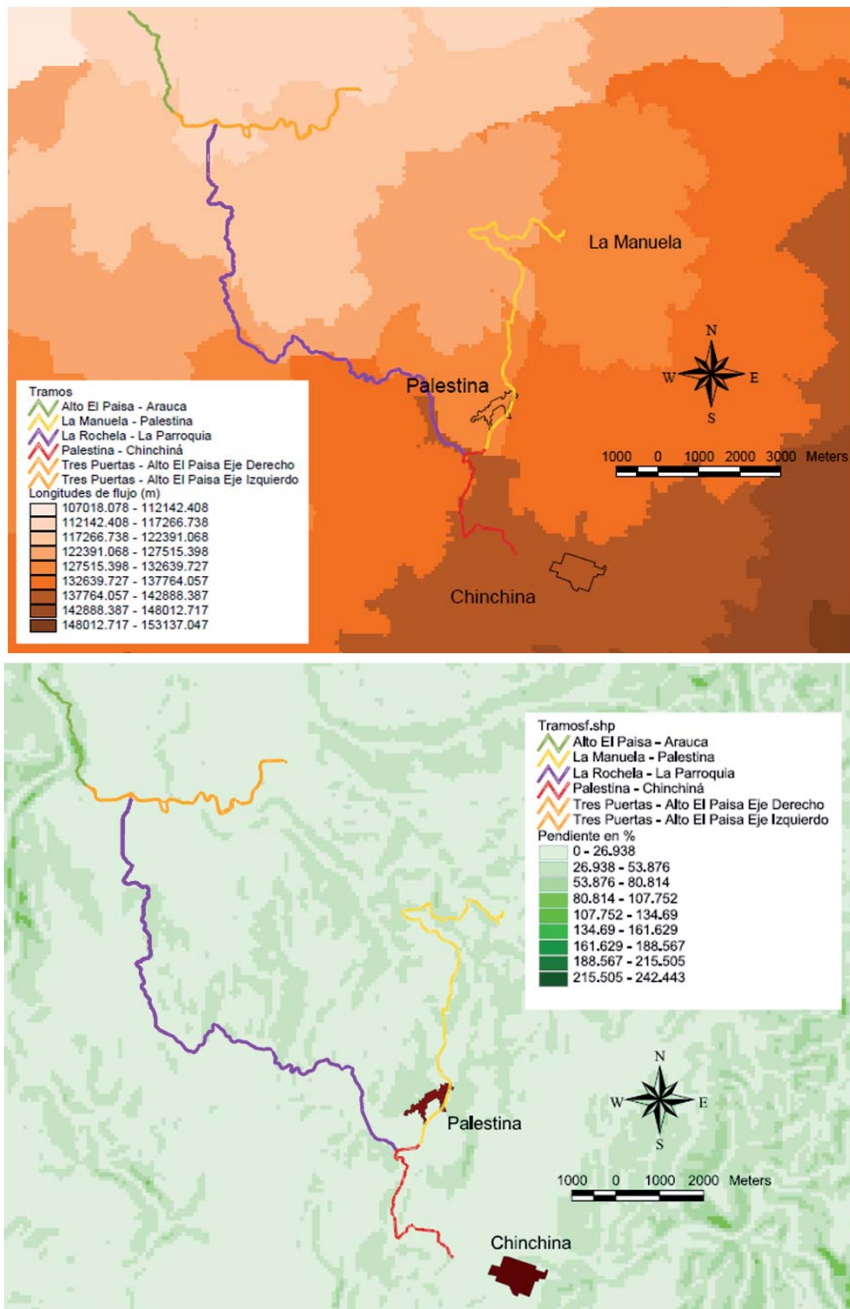 La Manuela
Palestina
N
W E
S
1000 0 1000 2000 3000 Meters
Chinchina
Tramos
Alto El Paisa - Arauca
La Manuela - Palestina
La Rochela - La Parroquia
Palestina - Chinchiná
Tres Puertas - Alto El Paisa Eje Derecho
Tres Puertas - Alto El Paisa Eje Izquierdo
Longitudes de flujo (m)
107018.078 - 112142.408
112142.408 - 117266.738
117266.738 - 122391.068
122391.068 - 127515.398
127515.398 - 132639.727
132639.727 - 137764.057
137764.057 - 142888.387
142888.387 - 148012.717
148012.717 - 153137.047
Tramosf.shp
Alto El Paisa - Arauca
La Manuela - Palestina
La Rochela - La Parroquia
Palestina - Chinchiná
Tres Puertas - Alto El Paisa Eje Derecho
Tres Puertas - Alto El Paisa Eje Izquierdo
Pendiente en %
0 - 26.938
26.938 - 53.876
53.876 - 80.814
80.814 - 107.752
107.752 - 134.69
134.69 - 161.629
161.629 - 188.567
188.567 - 215.505
215.505 - 242.443
N
W E
S
Palestina
1000 0 1000 2000 Meters
Chinchina